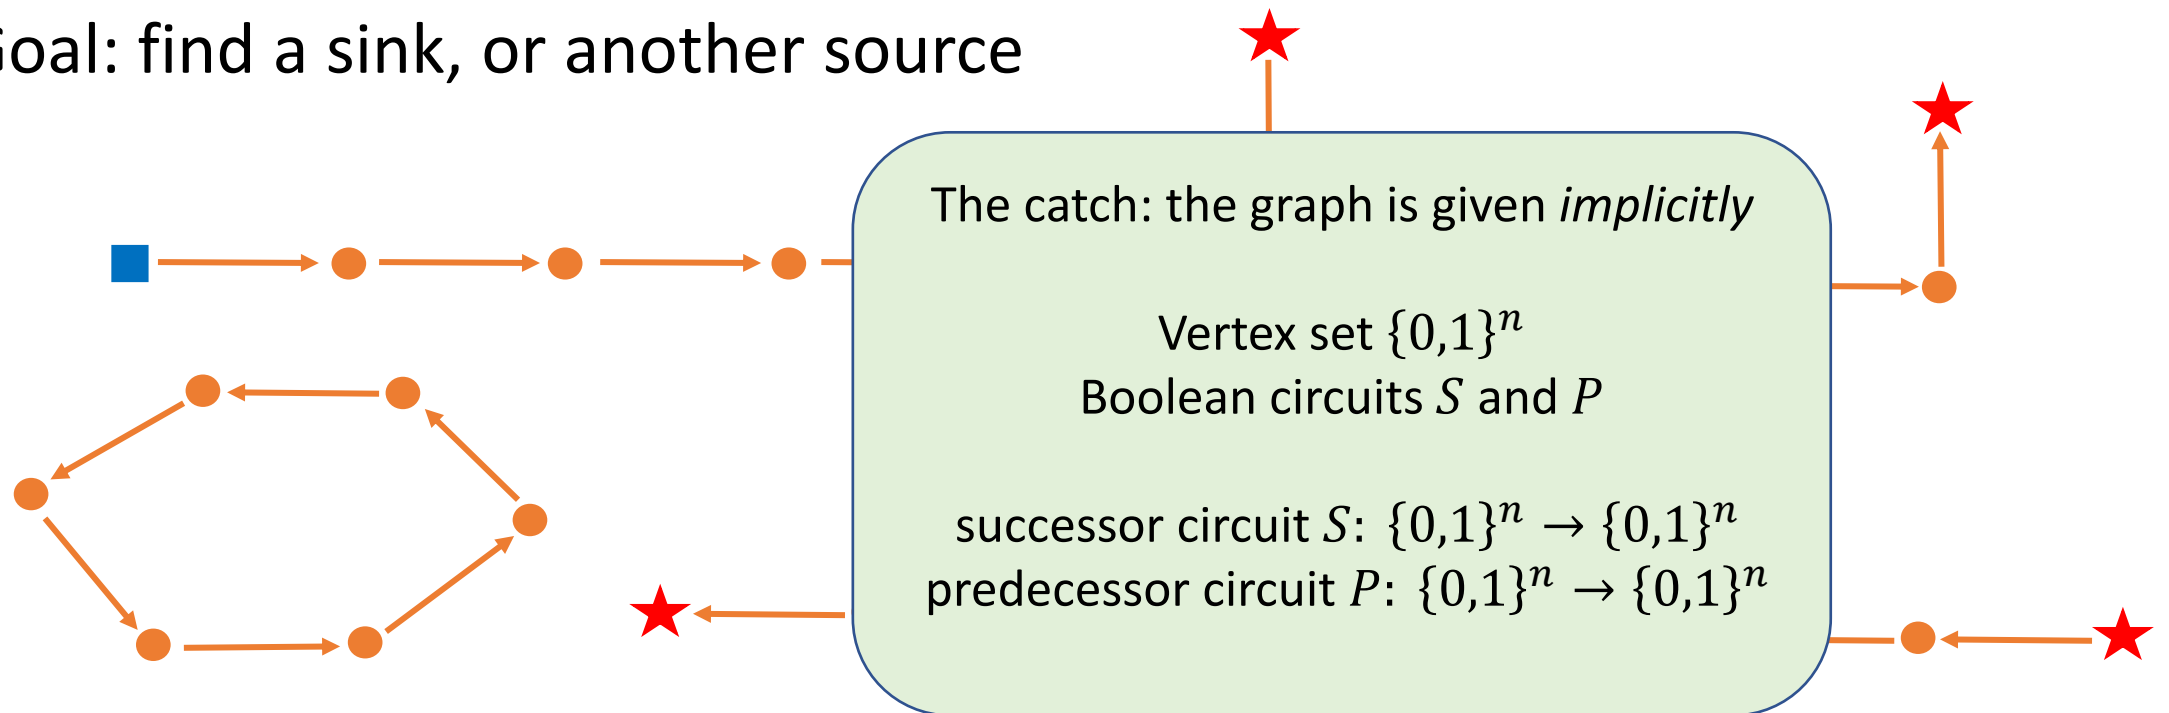 Goal: find a sink, or another source
The catch: the graph is given implicitly
Vertex set {0,1}ⁿ
Boolean circuits S and P
successor circuit S: {0,1}ⁿ → {0,1}ⁿ
predecessor circuit P: {0,1}ⁿ → {0,1}ⁿ